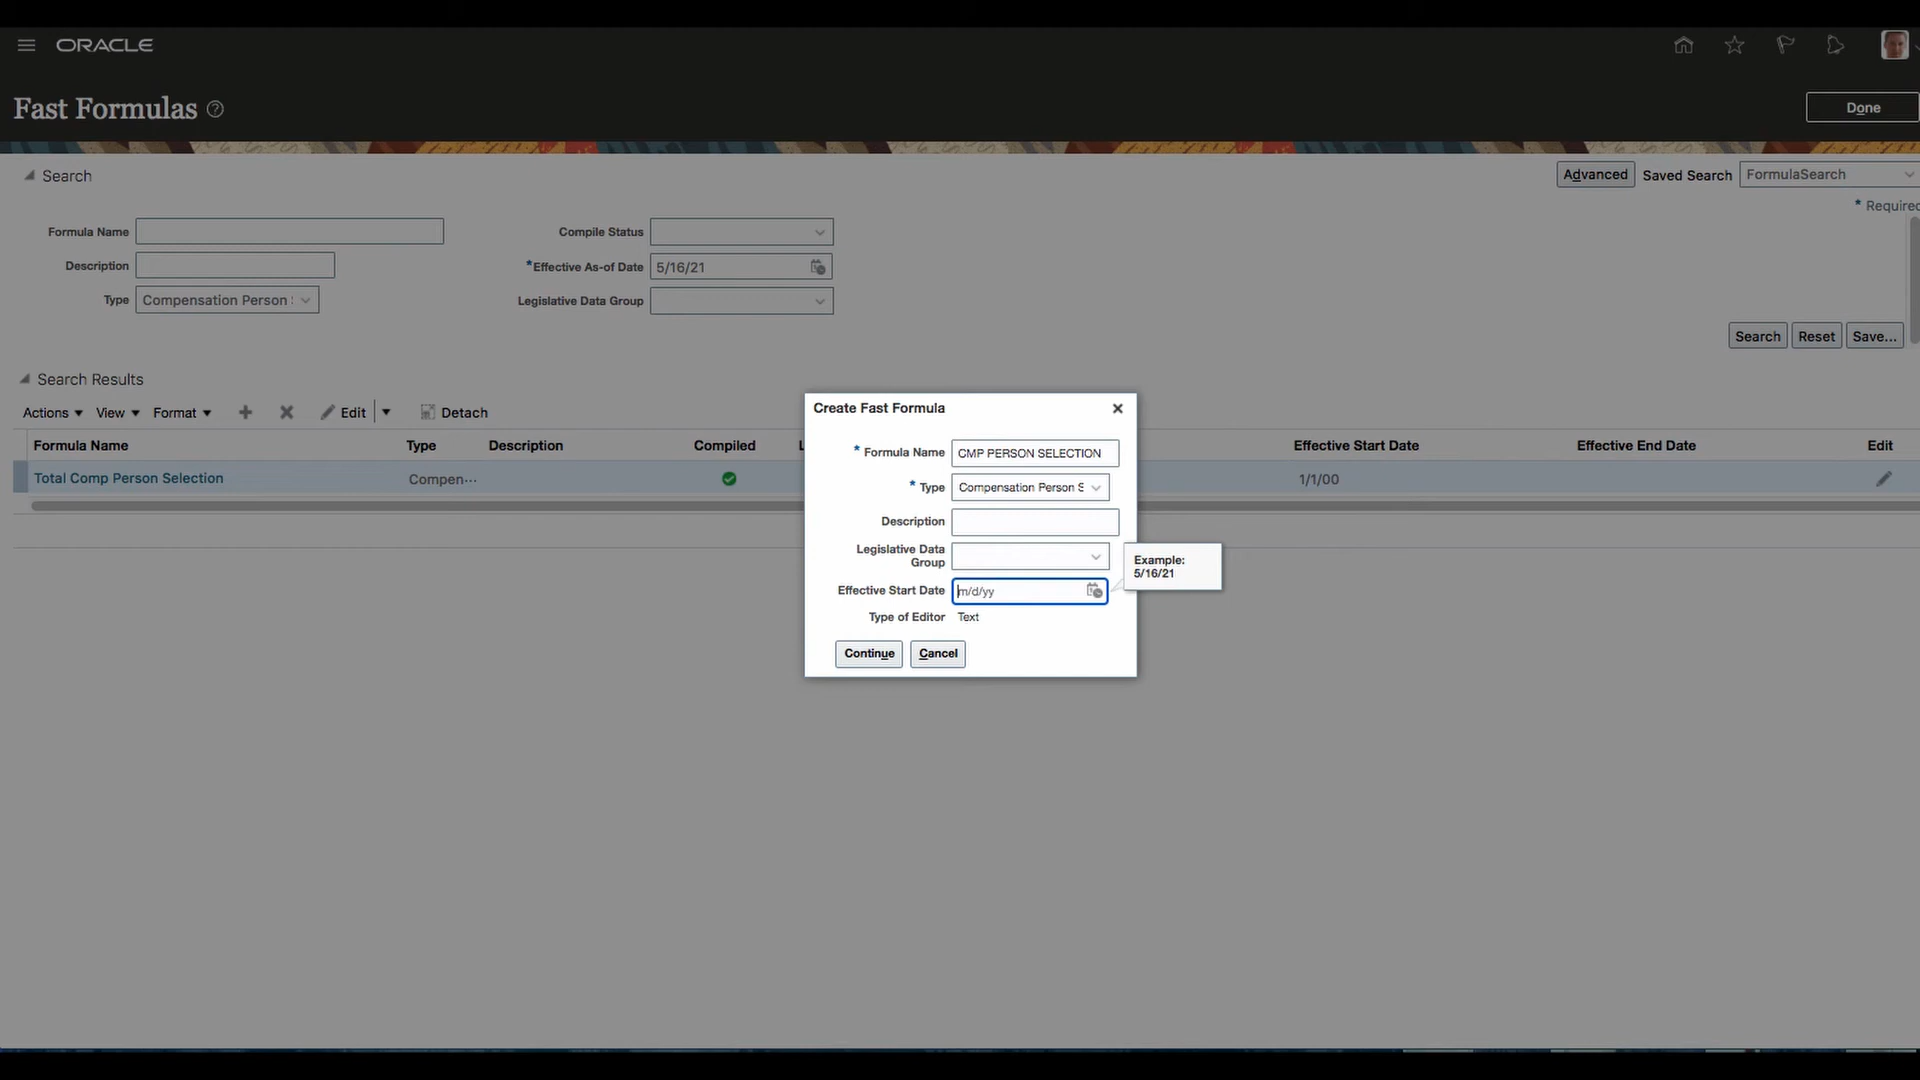 ORACLE
Fast Formulas
Done
Search
Advanced Saved Search FormulaSearch
* Required
Formula Name
Compile Status
Description
*Effective As-of Date 5/16/21
Type Compensation Person
Legislative Data Group
Search Reset Save...
Search Results
Actions View Format Edit Detach
Formula Name Type Description Compiled Effective Start Date Effective End Date Edit
Total Comp Person Selection Compen··· 1/1/00
Create Fast Formula
* Formula Name CMP PERSON SELECTION
* Type Compensation Person S
Description
Legislative Data
Group
Effective Start Date m/d/yy
Example:
5/16/21
Type of Editor Text
Continue Cancel